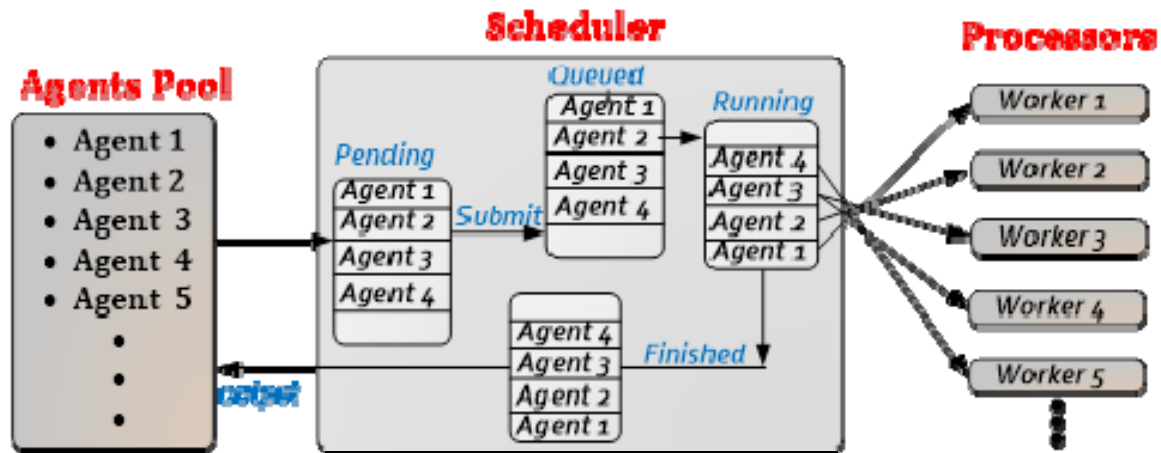 Scheduler
Processors
Agents Pool
• Agent 1
• Agent 2
• Agent 3
• Agent 4
• Agent 5
Pending
Agent 1
Agent 2
Agent 3
Agent 4
Submit
Queued
Agent 1
Agent 2
Agent 3
Agent 4
Running
Agent 4
Agent 3
Agent 2
Agent 1
Finished
Agent 4
Agent 3
Agent 2
Agent 1
output
Worker 1
Worker 2
Worker 3
Worker 4
Worker 5